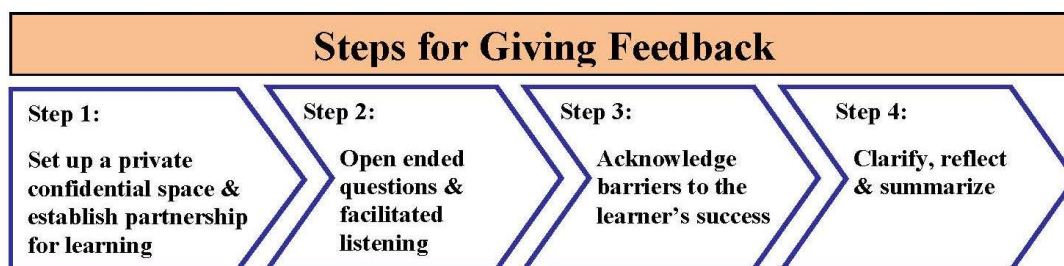 Steps for Giving Feedback
Step 1:
Set up a private
confidential space &
establish partnership
for learning
Step 2:
Open ended
questions &
facilitated
listening
Step 3:
Acknowledge
barriers to the
learner's success
Step 4:
Clarify, reflect
& summarize